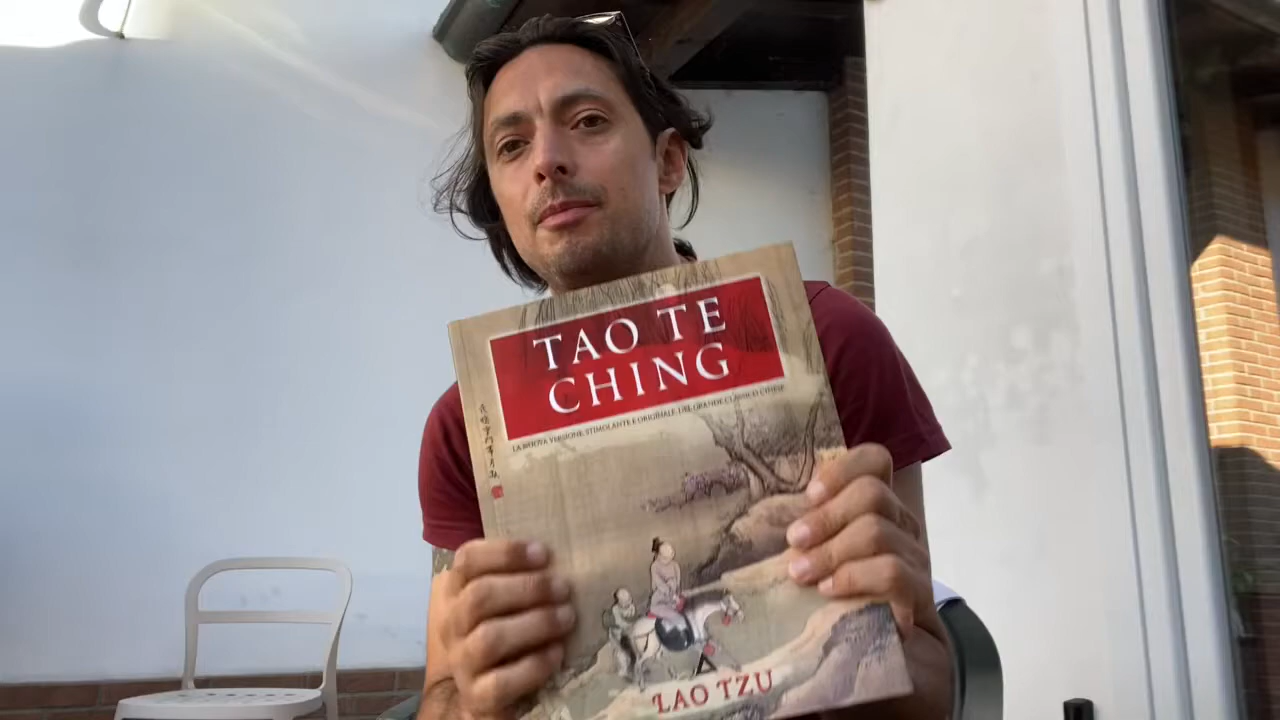 TAO TE
CHING
LA NUOVA VERSIONE, STIMOLANTE E ORIGINALE, DEL GRANDE CLASSICO CINESE
LAO TZU